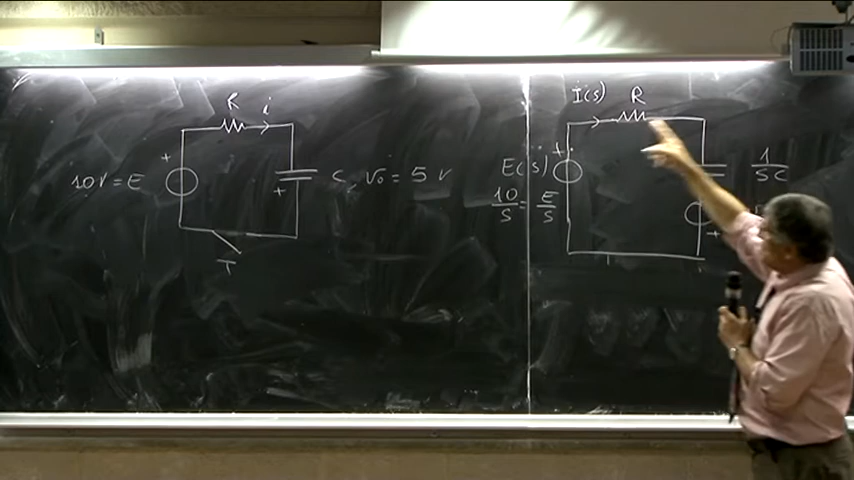 R i
+
10V = E
+
C, V₀ = 5 V
T
I(s) R
+
E(s)
10/S = E/S
1/SC
+